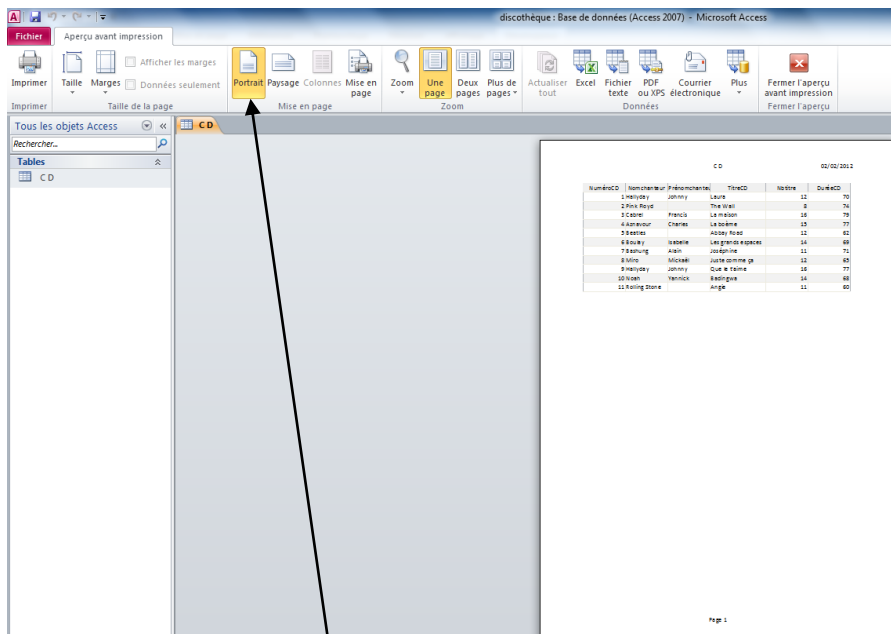 discothèque : Base de données (Access 2007) - Microsoft Access
Fichier Aperçu avant impression
Imprimer Taille Marges Afficher les marges Données seulement Portrait Paysage Colonnes Mise en page Zoom Une page Deux pages Plus de pages Actualiser tout Excel Fichier texte PDF ou XPS Courrier électronique Plus Fermer l'aperçu avant impression
Imprimer Taille de la page Mise en page Zoom Données Fermer l'aperçu
Tous les objets Access «
C D
Rechercher...
Tables
C D
C D 02/02/2012
NuméroCD Nomchanteur Prénomchanteu TitreCD Nbtitre DuréeCD
1 Hallyday Johnny Laura 12 70
2 Pink Floyd The Wall 8 74
3 Cabrel Francis La maison 16 79
4 Aznavour Charles La boème 15 77
5 Beatles Abbey Road 12 62
6 Boulay Isabelle Les grands espaces 14 69
7 Bashung Alain Joséphine 11 71
8 Miro Mickaël Juste comme ça 12 65
9 Hallyday Johnny Que je t'aime 16 77
10 Noah Yannick 14 68
11 Rolling Stone Angie 11 80
Page 1